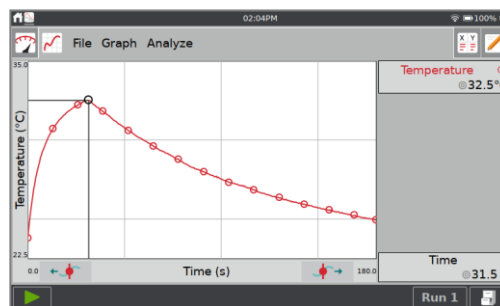 02:04PM
100%
File Graph Analyze
X Y
35.0
Temperature (°C)
22.5
0.0
Time (s)
180.0
Temperature
32.5°
Time
31.5
Run 1